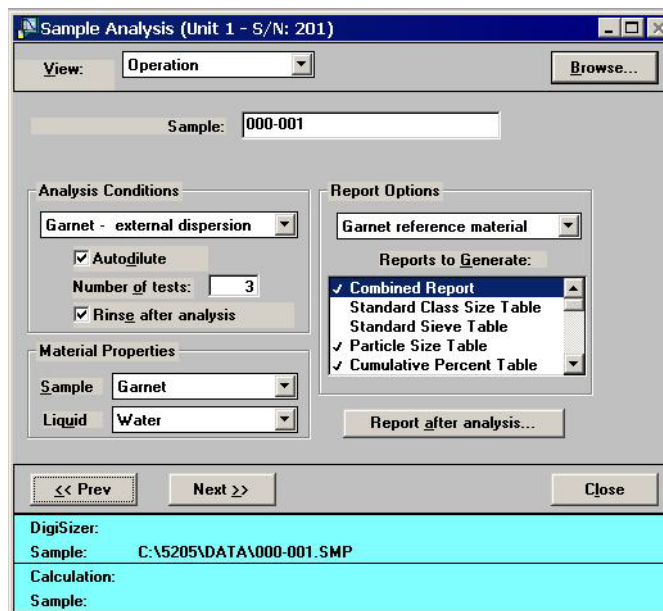 Sample Analysis (Unit 1 - S/N: 201)
View: Operation Browse...
Sample: 000-001
Analysis Conditions
Garnet - external dispersion
Autodilute
Number of tests: 3
Rinse after analysis
Material Properties
Sample Garnet
Liquid Water
Report Options
Garnet reference material
Reports to Generate:
Combined Report
Standard Class Size Table
Standard Sieve Table
Particle Size Table
Cumulative Percent Table
Report after analysis...
<< Prev Next >> Close
DigiSizer:
Sample: C:\5205\DATA\000-001.SMP
Calculation:
Sample: